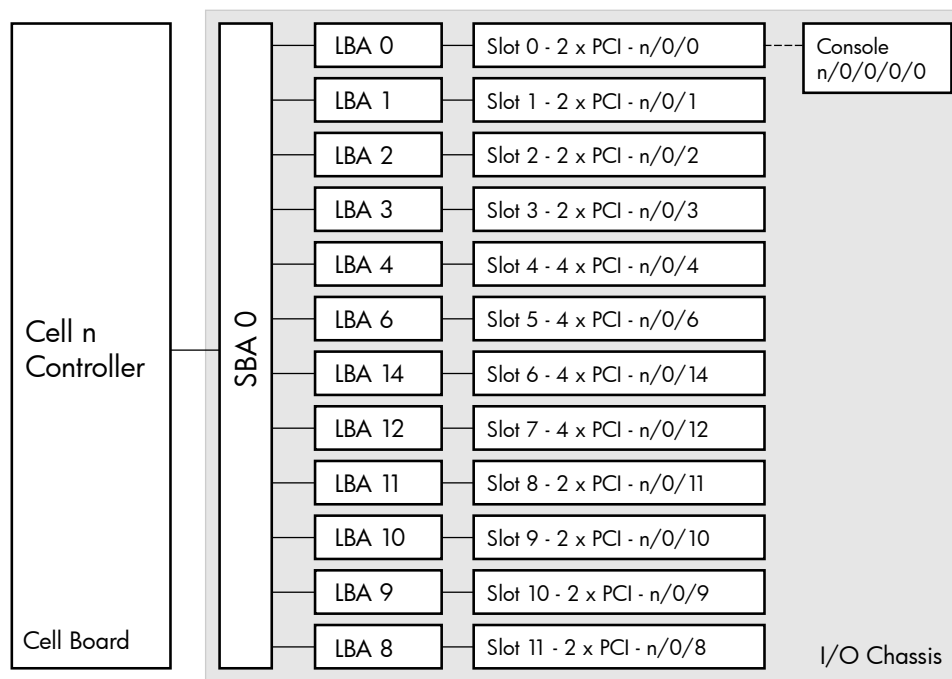 Cell n
Controller
Cell Board
SBA 0
LBA 0
Slot 0 - 2 x PCI - n/0/0
Console
n/0/0/0/0
LBA 1
Slot 1 - 2 x PCI - n/0/1
LBA 2
Slot 2 - 2 x PCI - n/0/2
LBA 3
Slot 3 - 2 x PCI - n/0/3
LBA 4
Slot 4 - 4 x PCI - n/0/4
LBA 6
Slot 5 - 4 x PCI - n/0/6
LBA 14
Slot 6 - 4 x PCI - n/0/14
LBA 12
Slot 7 - 4 x PCI - n/0/12
LBA 11
Slot 8 - 2 x PCI - n/0/11
LBA 10
Slot 9 - 2 x PCI - n/0/10
LBA 9
Slot 10 - 2 x PCI - n/0/9
LBA 8
Slot 11 - 2 x PCI - n/0/8
I/O Chassis